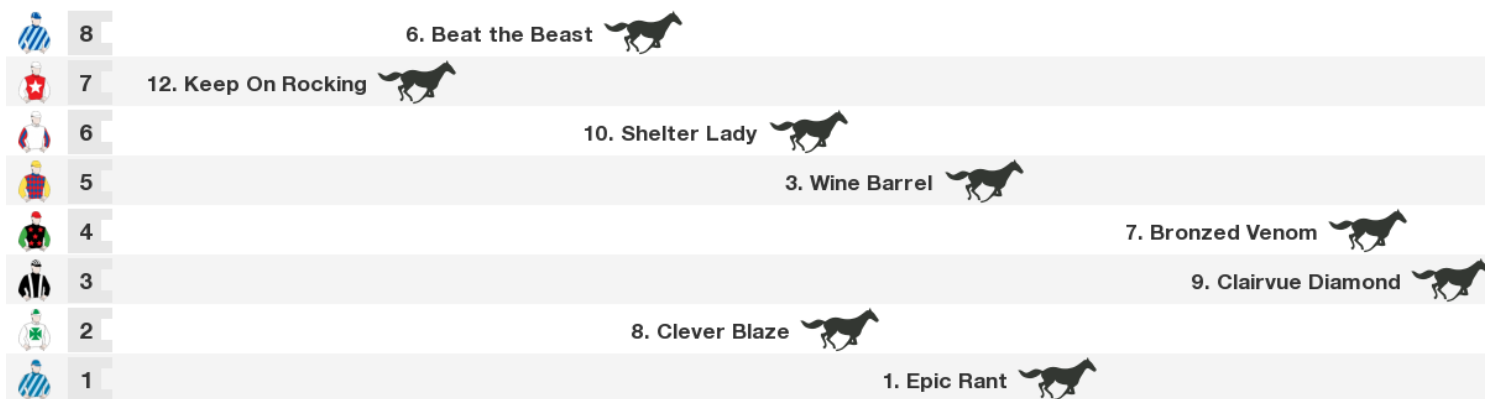 8 6. Beat the Beast
7 12. Keep On Rocking
6 10. Shelter Lady
5 3. Wine Barrel
4 7. Bronzed Venom
3 9. Clairvue Diamond
2 8. Clever Blaze
1 1. Epic Rant